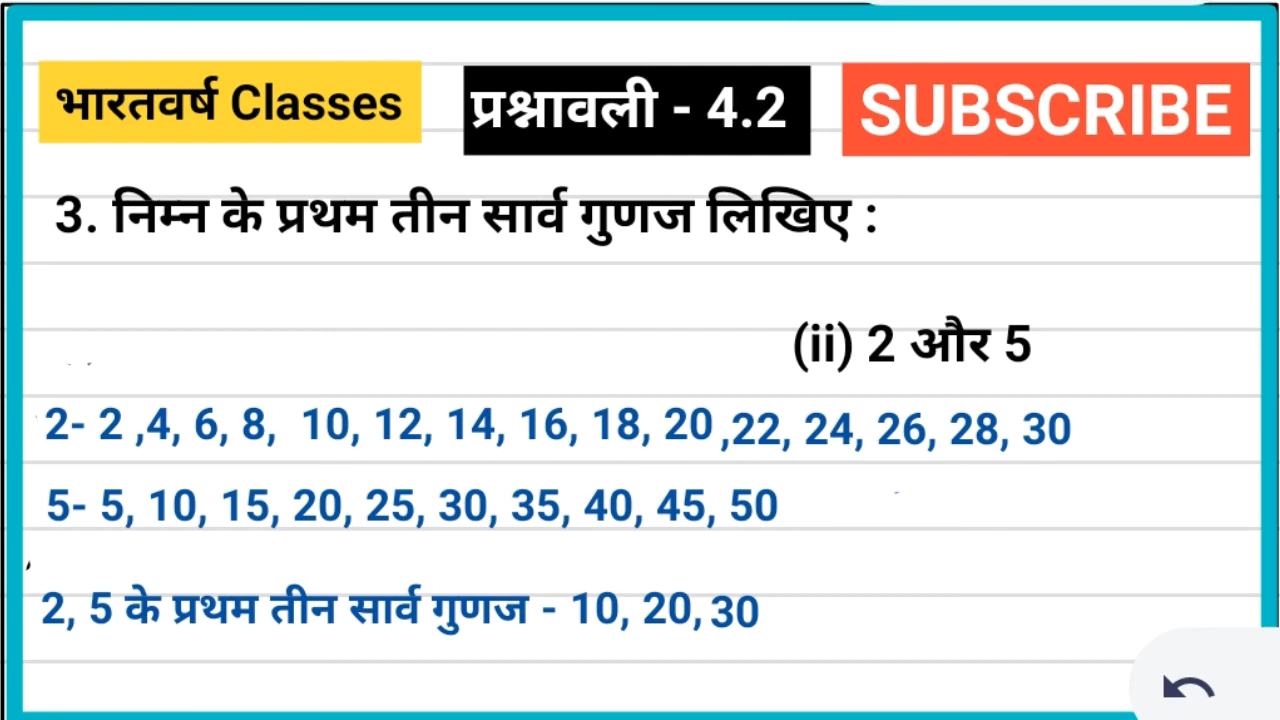 भारतवर्ष Classes प्रश्नावली - 4.2 SUBSCRIBE
3. निम्न के प्रथम तीन सार्व गुणज लिखिए :
(ii) 2 और 5
2- 2 ,4, 6, 8, 10, 12, 14, 16, 18, 20 ,22, 24, 26, 28, 30
5- 5, 10, 15, 20, 25, 30, 35, 40, 45, 50
2, 5 के प्रथम तीन सार्व गुणज - 10, 20, 30